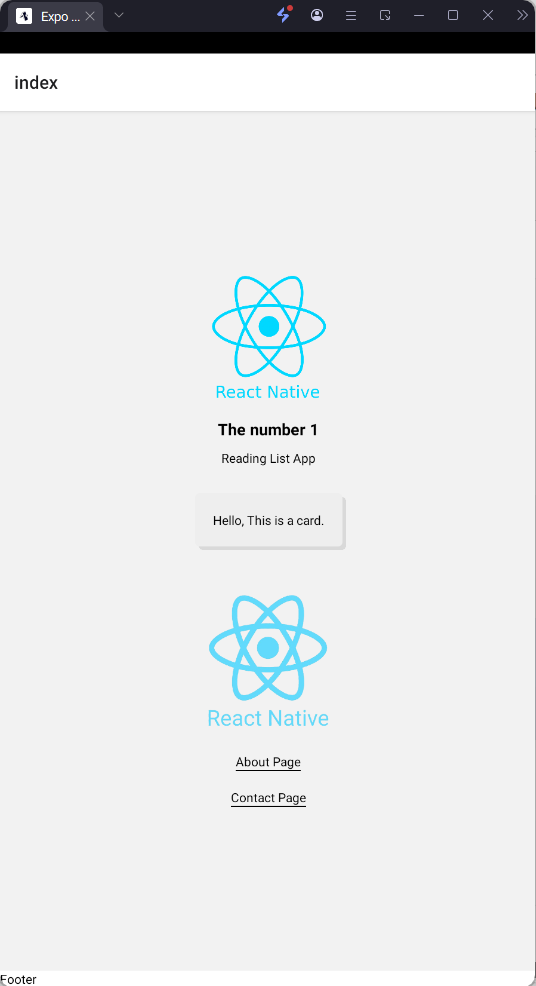 Expo ...
index
React Native
The number 1
Reading List App
Hello, This is a card.
React Native
About Page
Contact Page
Footer